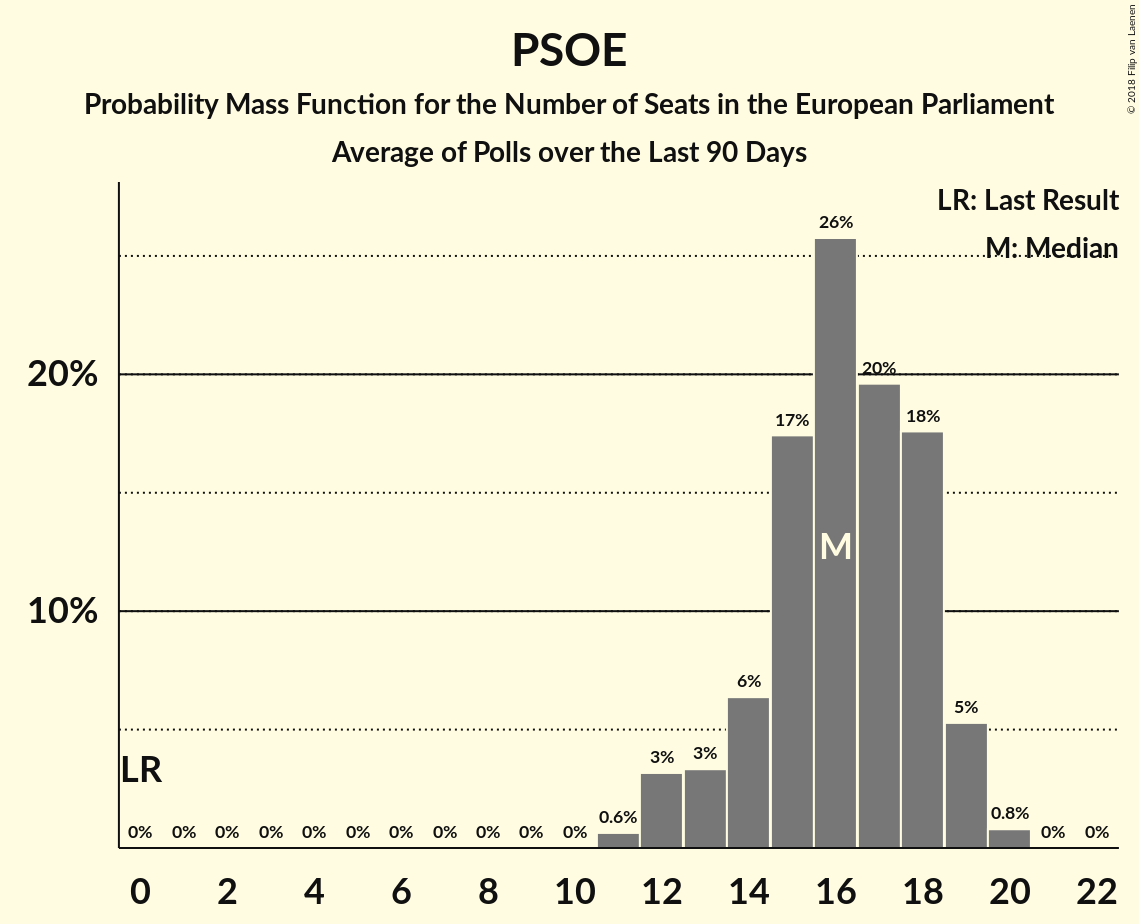 PSOE
Probability Mass Function for the Number of Seats in the European Parliament
Average of Polls over the Last 90 Days
© 2018 Filip van Laenen
LR: Last Result
M: Median
20%
10%
LR
0% 0% 0% 0% 0% 0% 0% 0% 0% 0% 0% 0.6% 3% 3% 6% 17% 26% 20% 18% 5% 0.8% 0% 0%
M
0 2 4 6 8 10 12 14 16 18 20 22